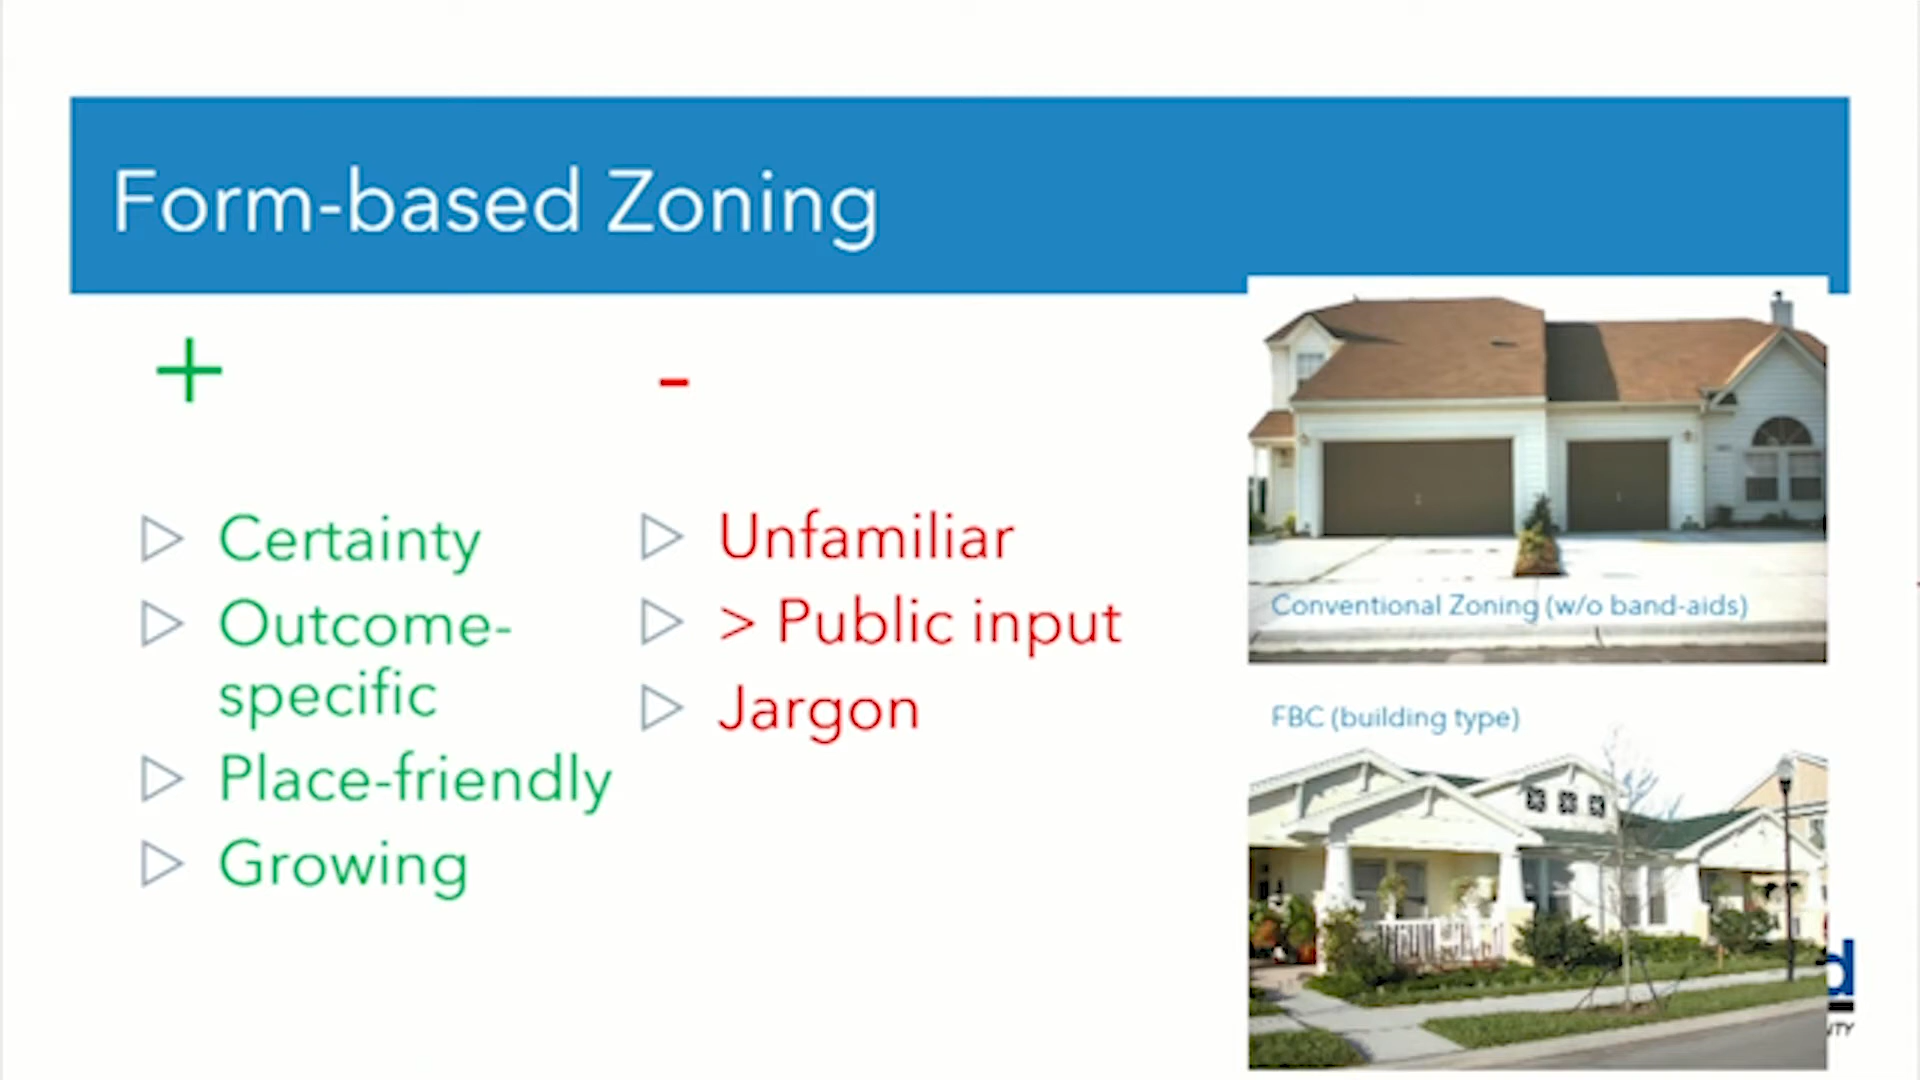 Form-based Zoning
+
-
Certainty
Outcome-
specific
Place-friendly
Growing
Unfamiliar
> Public input
Jargon
Conventional Zoning (w/o band-aids)
FBC (building type)